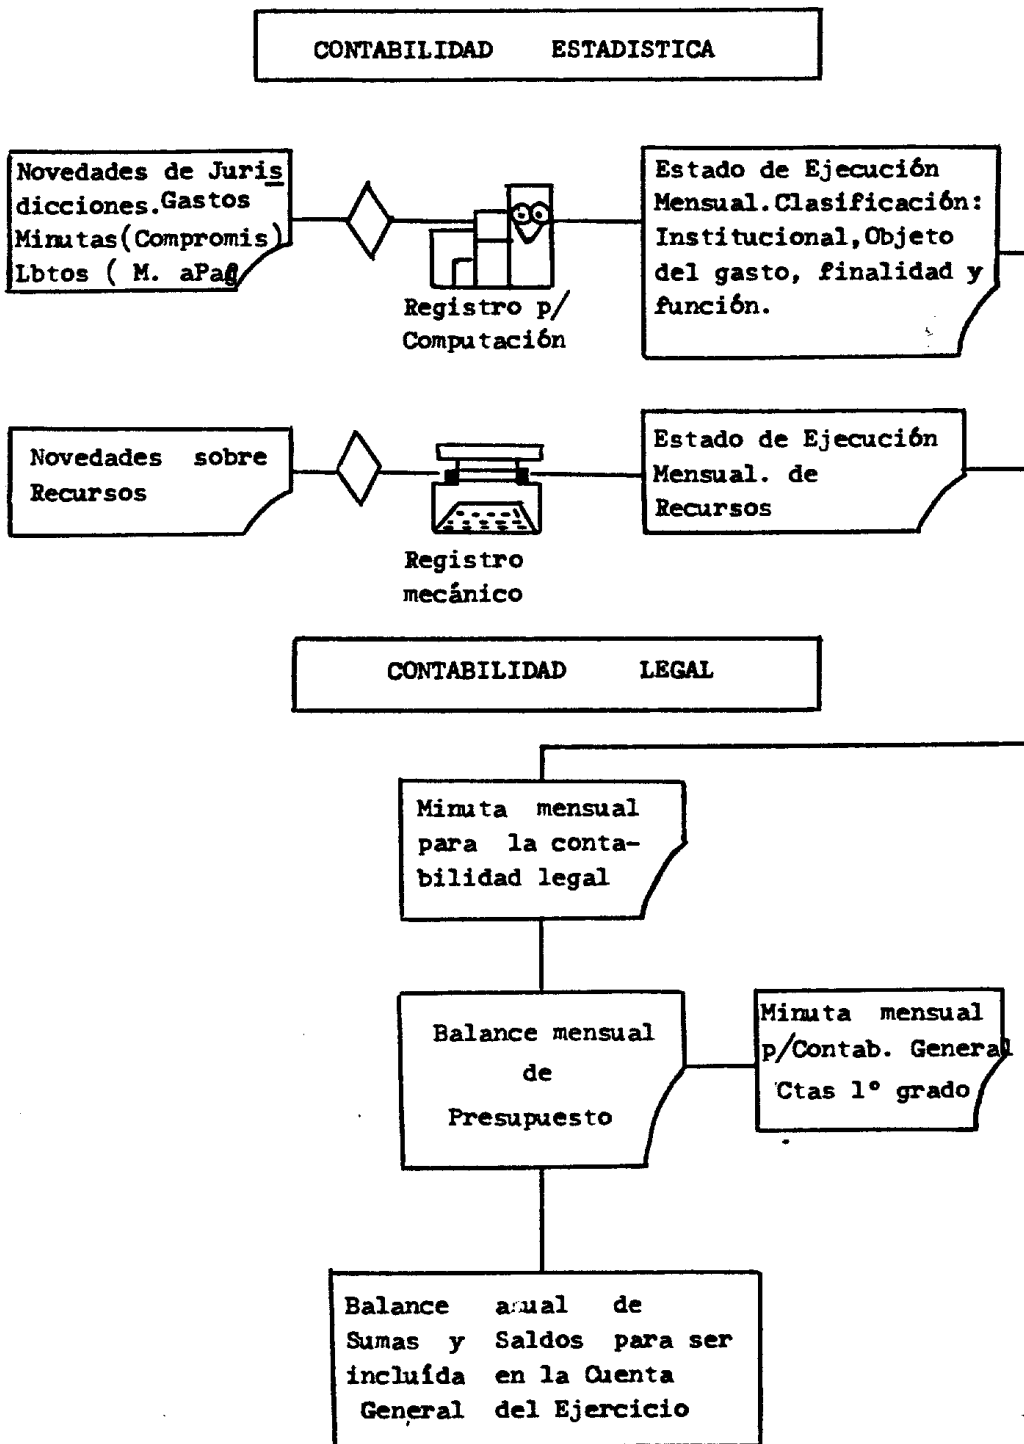 CONTABILIDAD ESTADISTICA
Novedades de Juris
dicciones.Gastos
Minutas(Compromis)
Lbtos ( M. aPag
Registro p/
Computación
Estado de Ejecución
Mensual.Clasificación:
Institucional,Objeto
del gasto, finalidad y
función.
Novedades sobre
Recursos
Registro
mecánico
Estado de Ejecución
Mensual. de
Recursos
CONTABILIDAD LEGAL
Minuta mensual
para la conta-
bilidad legal
Balance mensual
de
Presupuesto
Minuta mensual
p/Contab. General
Ctas 1° grado
Balance anual de
Sumas y Saldos para ser
incluída en la Cuenta
General del Ejercicio